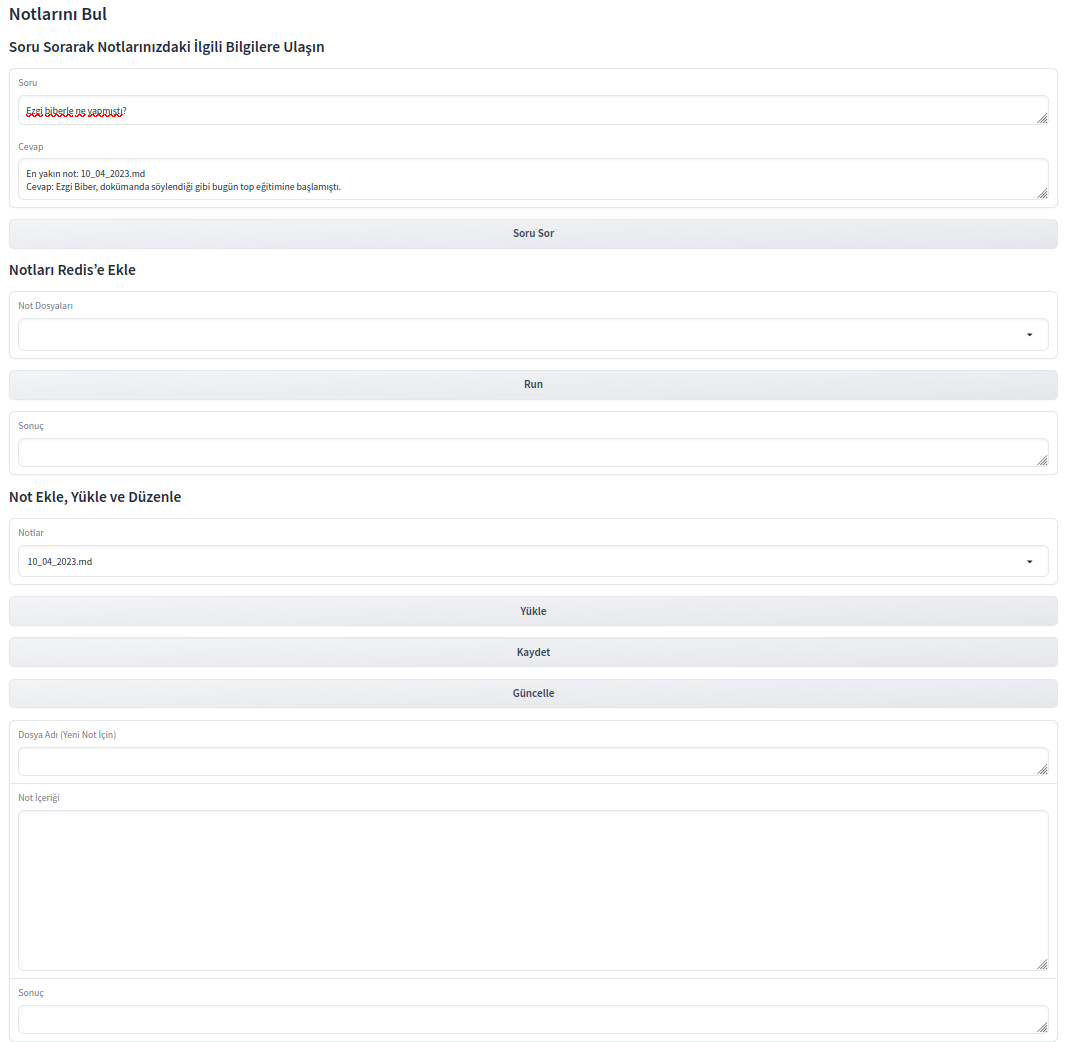 Notlarını Bul
Soru Sorarak Notlarınızdaki İlgili Bilgilere Ulaşın
Soru
Ezgi biberle ne yapmıstı?
Cevap
En yakın not: 10_04_2023.md
Cevap: Ezgi Biber, dokümanda söylendiği gibi bugün top eğitimine başlamıştı.
Soru Sor
Notları Redis’e Ekle
Not Dosyaları
Run
Sonuç
Not Ekle, Yükle ve Düzenle
Notlar
10_04_2023.md
Yükle
Kaydet
Güncelle
Dosya Adı (Yeni Not İçin)
Not İçeriği
Sonuç